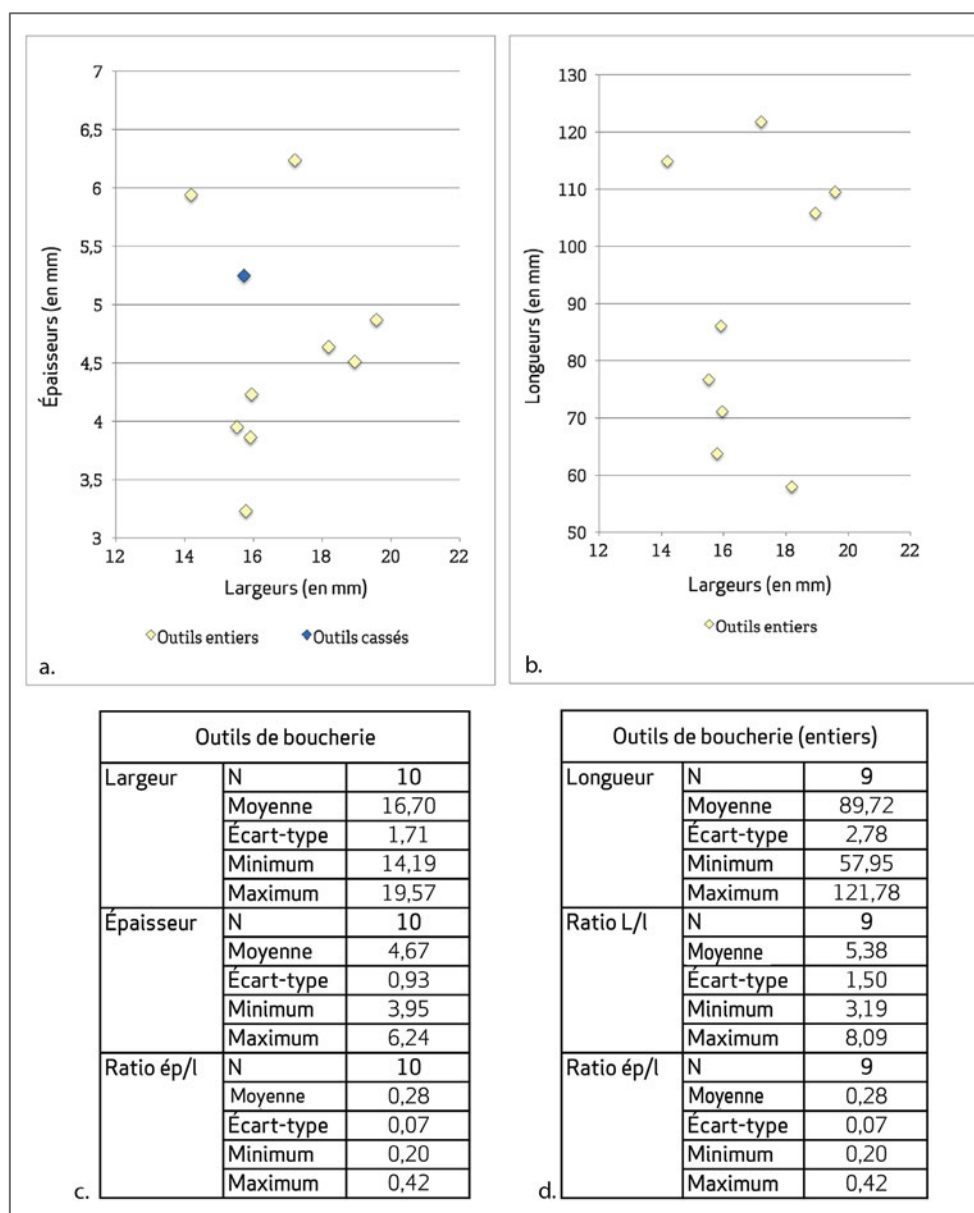 7
6,5
6
5,5
5
4,5
4
3,5
3
12 14 16 18 20 22
Épaisseurs (en mm)
Largeurs (en mm)
Outils entiers Outils cassés
a.
130
120
110
100
90
80
70
60
50
12 14 16 18 20 22
Longueurs (en mm)
Largeurs (en mm)
Outils entiers
b.
Outils de boucherie
Largeur N 10
Moyenne 16,70
Écart-type 1,71
Minimum 14,19
Maximum 19,57
Épaisseur N 10
Moyenne 4,67
Écart-type 0,93
Minimum 3,95
Maximum 6,24
Ratio ép/l N 10
Moyenne 0,28
Écart-type 0,07
Minimum 0,20
Maximum 0,42
c.
Outils de boucherie (entiers)
Longueur N 9
Moyenne 89,72
Écart-type 2,78
Minimum 57,95
Maximum 121,78
Ratio L/l N 9
Moyenne 5,38
Écart-type 1,50
Minimum 3,19
Maximum 8,09
Ratio ép/l N 9
Moyenne 0,28
Écart-type 0,07
Minimum 0,20
Maximum 0,42
d.